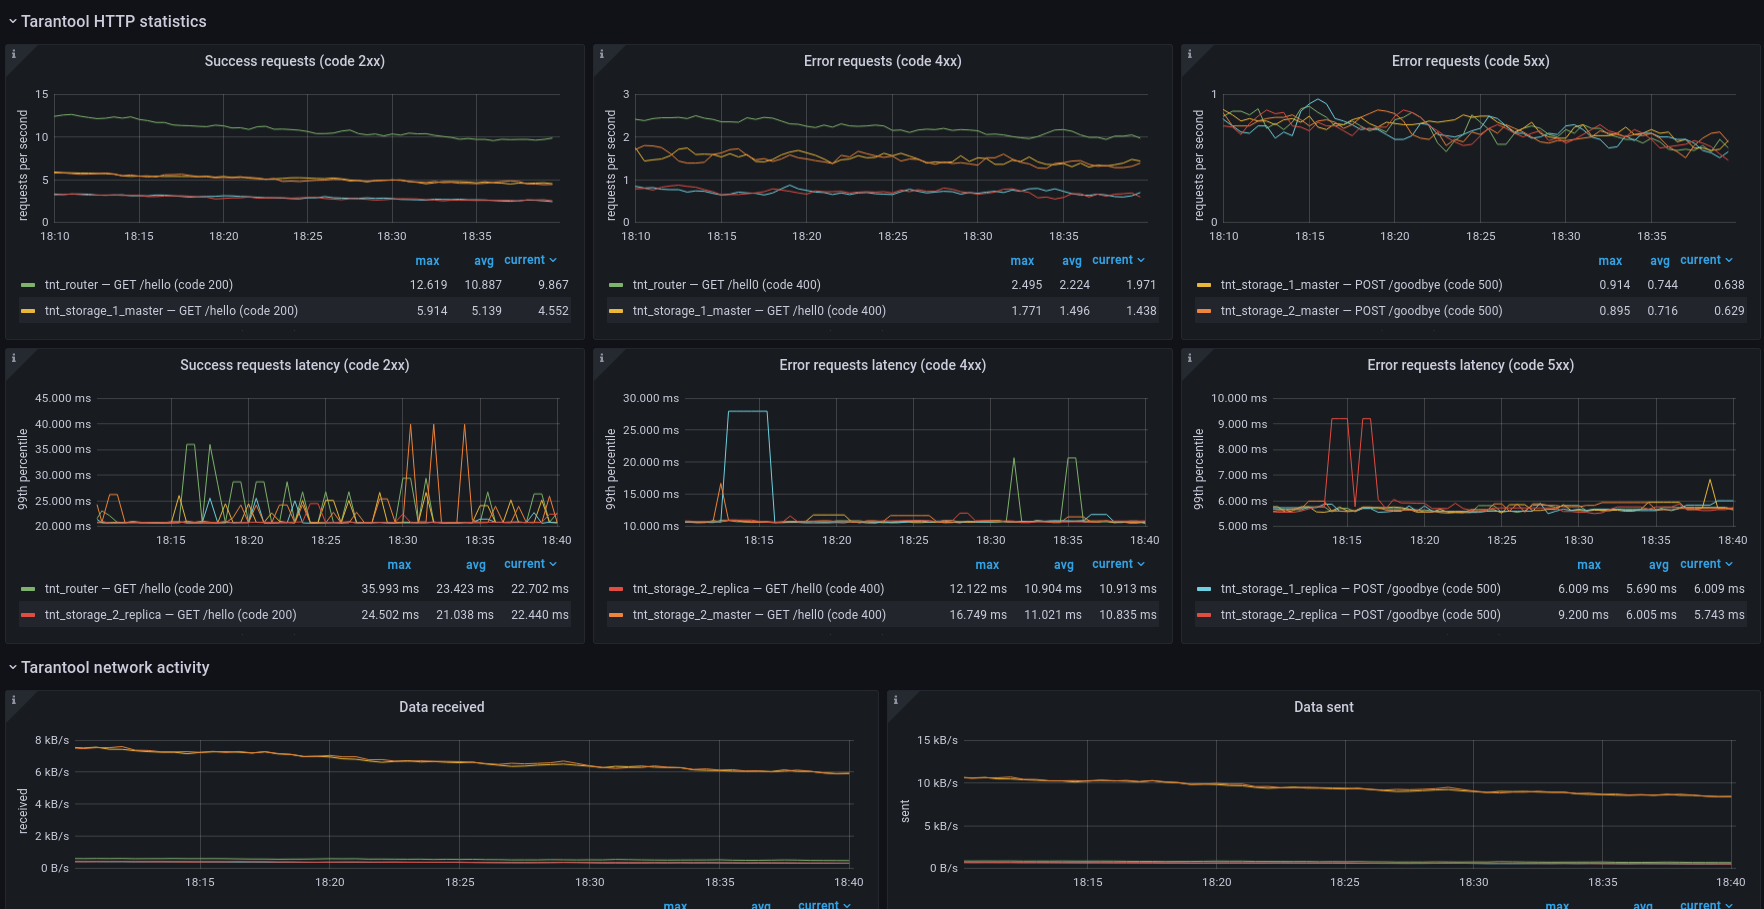 Tarantool HTTP statistics
Success requests (code 2xx)
requests per second
15
10
5
0
18:10 18:15 18:20 18:25 18:30 18:35
max avg current
tnt_router — GET /hello (code 200) 12.619 10.887 9.867
tnt_storage_1_master — GET /hello (code 200) 5.914 5.139 4.552
Error requests (code 4xx)
requests per second
3
2
1
0
18:10 18:15 18:20 18:25 18:30 18:35
max avg current
tnt_router — GET /hell0 (code 400) 2.495 2.224 1.971
tnt_storage_1_master — GET /hell0 (code 400) 1.771 1.496 1.438
Error requests (code 5xx)
requests per second
1
0
18:10 18:15 18:20 18:25 18:30 18:35
max avg current
tnt_storage_1_master — POST /goodbye (code 500) 0.914 0.744 0.638
tnt_storage_2_master — POST /goodbye (code 500) 0.895 0.716 0.629
Success requests latency (code 2xx)
99th percentile
45.000 ms
40.000 ms
35.000 ms
30.000 ms
25.000 ms
20.000 ms
18:15 18:20 18:25 18:30 18:35 18:40
max avg current
tnt_router — GET /hello (code 200) 35.993 ms 23.423 ms 22.702 ms
tnt_storage_2_replica — GET /hello (code 200) 24.502 ms 21.038 ms 22.440 ms
Error requests latency (code 4xx)
99th percentile
30.000 ms
25.000 ms
20.000 ms
15.000 ms
10.000 ms
18:15 18:20 18:25 18:30 18:35 18:40
max avg current
tnt_storage_2_replica — GET /hell0 (code 400) 12.122 ms 10.904 ms 10.913 ms
tnt_storage_2_master — GET /hell0 (code 400) 16.749 ms 11.021 ms 10.835 ms
Error requests latency (code 5xx)
99th percentile
10.000 ms
9.000 ms
8.000 ms
7.000 ms
6.000 ms
5.000 ms
18:15 18:20 18:25 18:30 18:35 18:40
max avg current
tnt_storage_1_replica — POST /goodbye (code 500) 6.009 ms 5.690 ms 6.009 ms
tnt_storage_2_replica — POST /goodbye (code 500) 9.200 ms 6.005 ms 5.743 ms
Tarantool network activity
Data received
received
8 kB/s
6 kB/s
4 kB/s
2 kB/s
0 B/s
18:15 18:20 18:25 18:30 18:35 18:40
max avg current
Data sent
sent
15 kB/s
10 kB/s
5 kB/s
0 B/s
18:15 18:20 18:25 18:30 18:35 18:40
max avg current